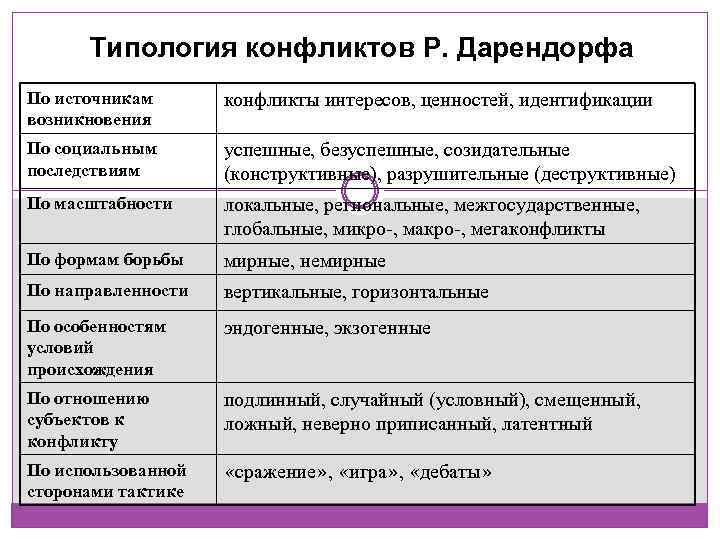 Типология конфликтов Р. Дарендорфа
По источникам
возникновения
конфликты интересов, ценностей, идентификации
По социальным
последствиям
успешные, безуспешные, созидательные
(конструктивные), разрушительные (деструктивные)
По масштабности
локальные, региональные, межгосударственные,
глобальные, микро-, макро-, мегаконфликты
По формам борьбы
мирные, немирные
По направленности
вертикальные, горизонтальные
По особенностям
условий
происхождения
эндогенные, экзогенные
По отношению
субъектов к
конфликту
подлинный, случайный (условный), смещенный,
ложный, неверно приписанный, латентный
По использованной
сторонами тактике
«сражение», «игра», «дебаты»